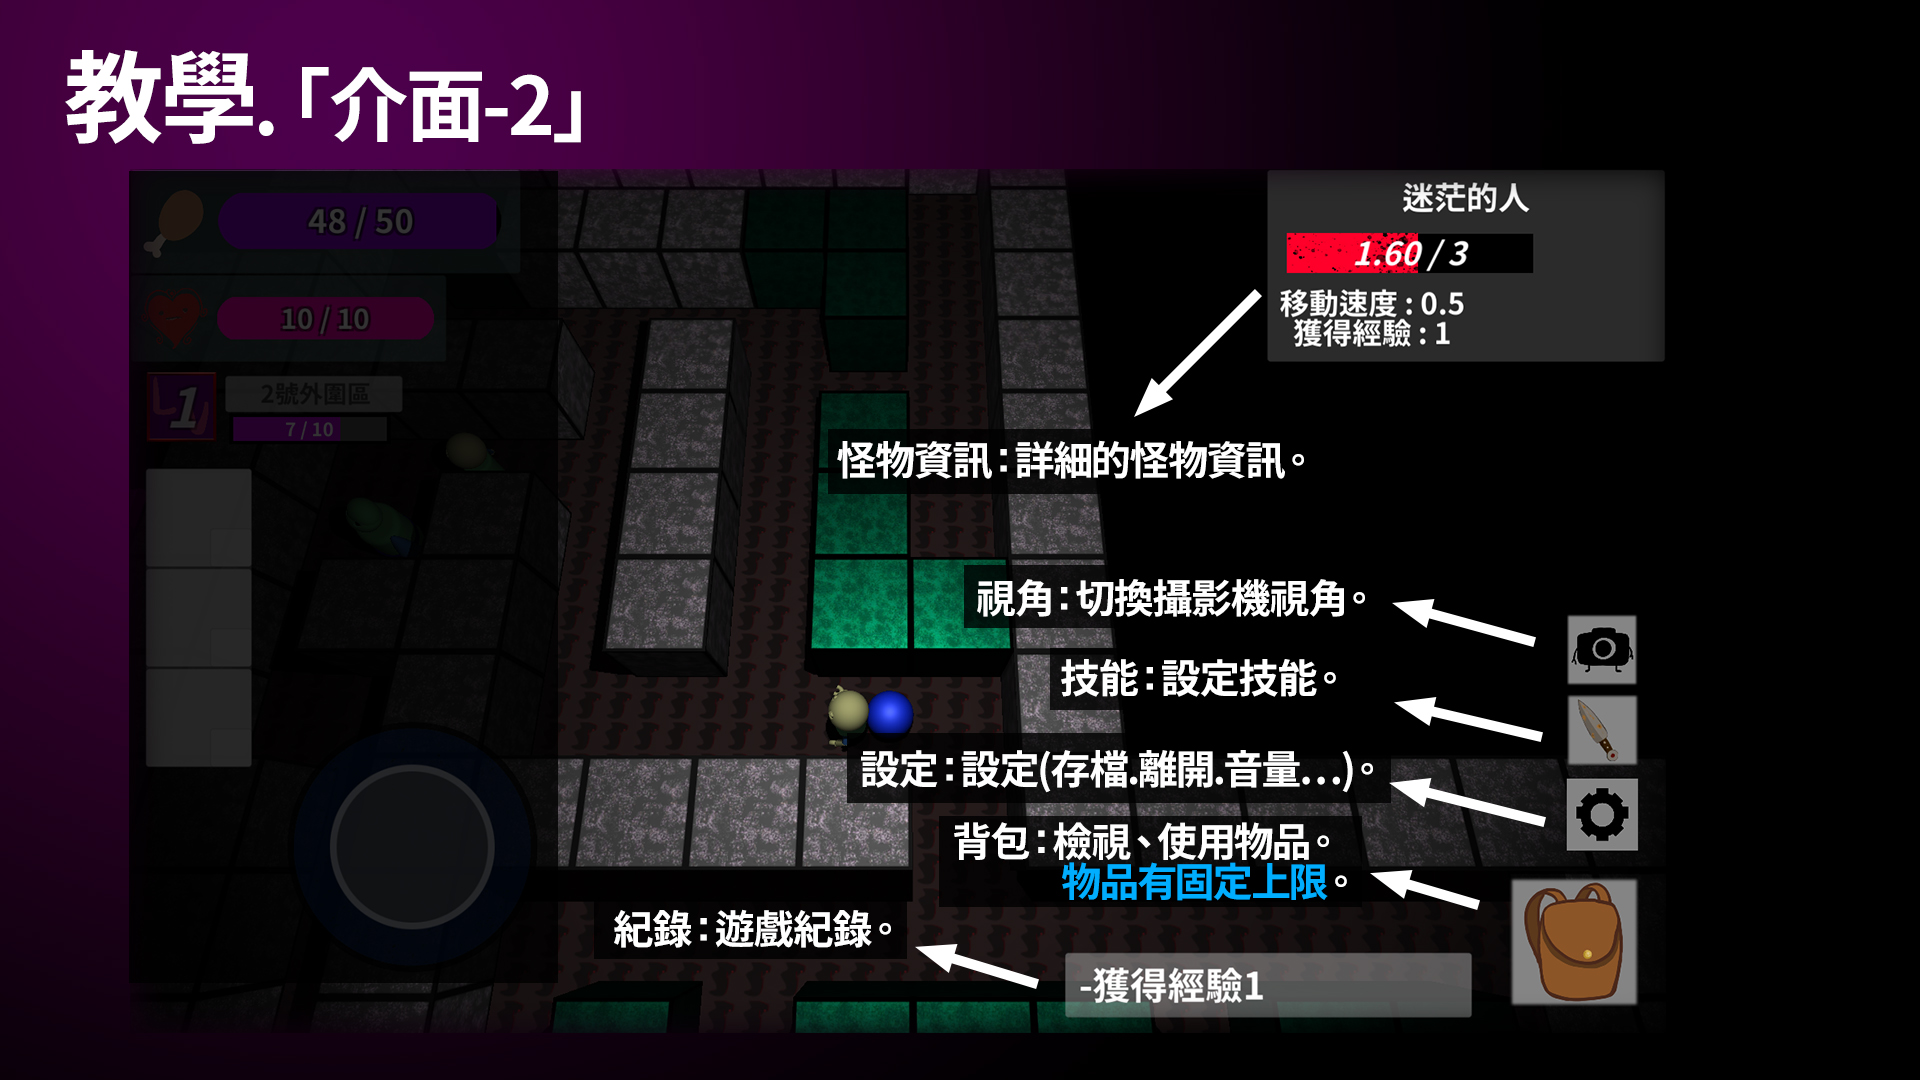 教學.「介面-2」
48 / 50
10 / 10
1
2號外圍區
7 / 10
迷茫的人
1.60 / 3
移動速度 : 0.5
獲得經驗 : 1
怪物資訊：詳細的怪物資訊。
視角：切換攝影機視角。
技能：設定技能。
設定：設定(存檔.離開.音量...)。
背包：檢視、使用物品。
物品有固定上限。
紀錄：遊戲紀錄。
-獲得經驗1